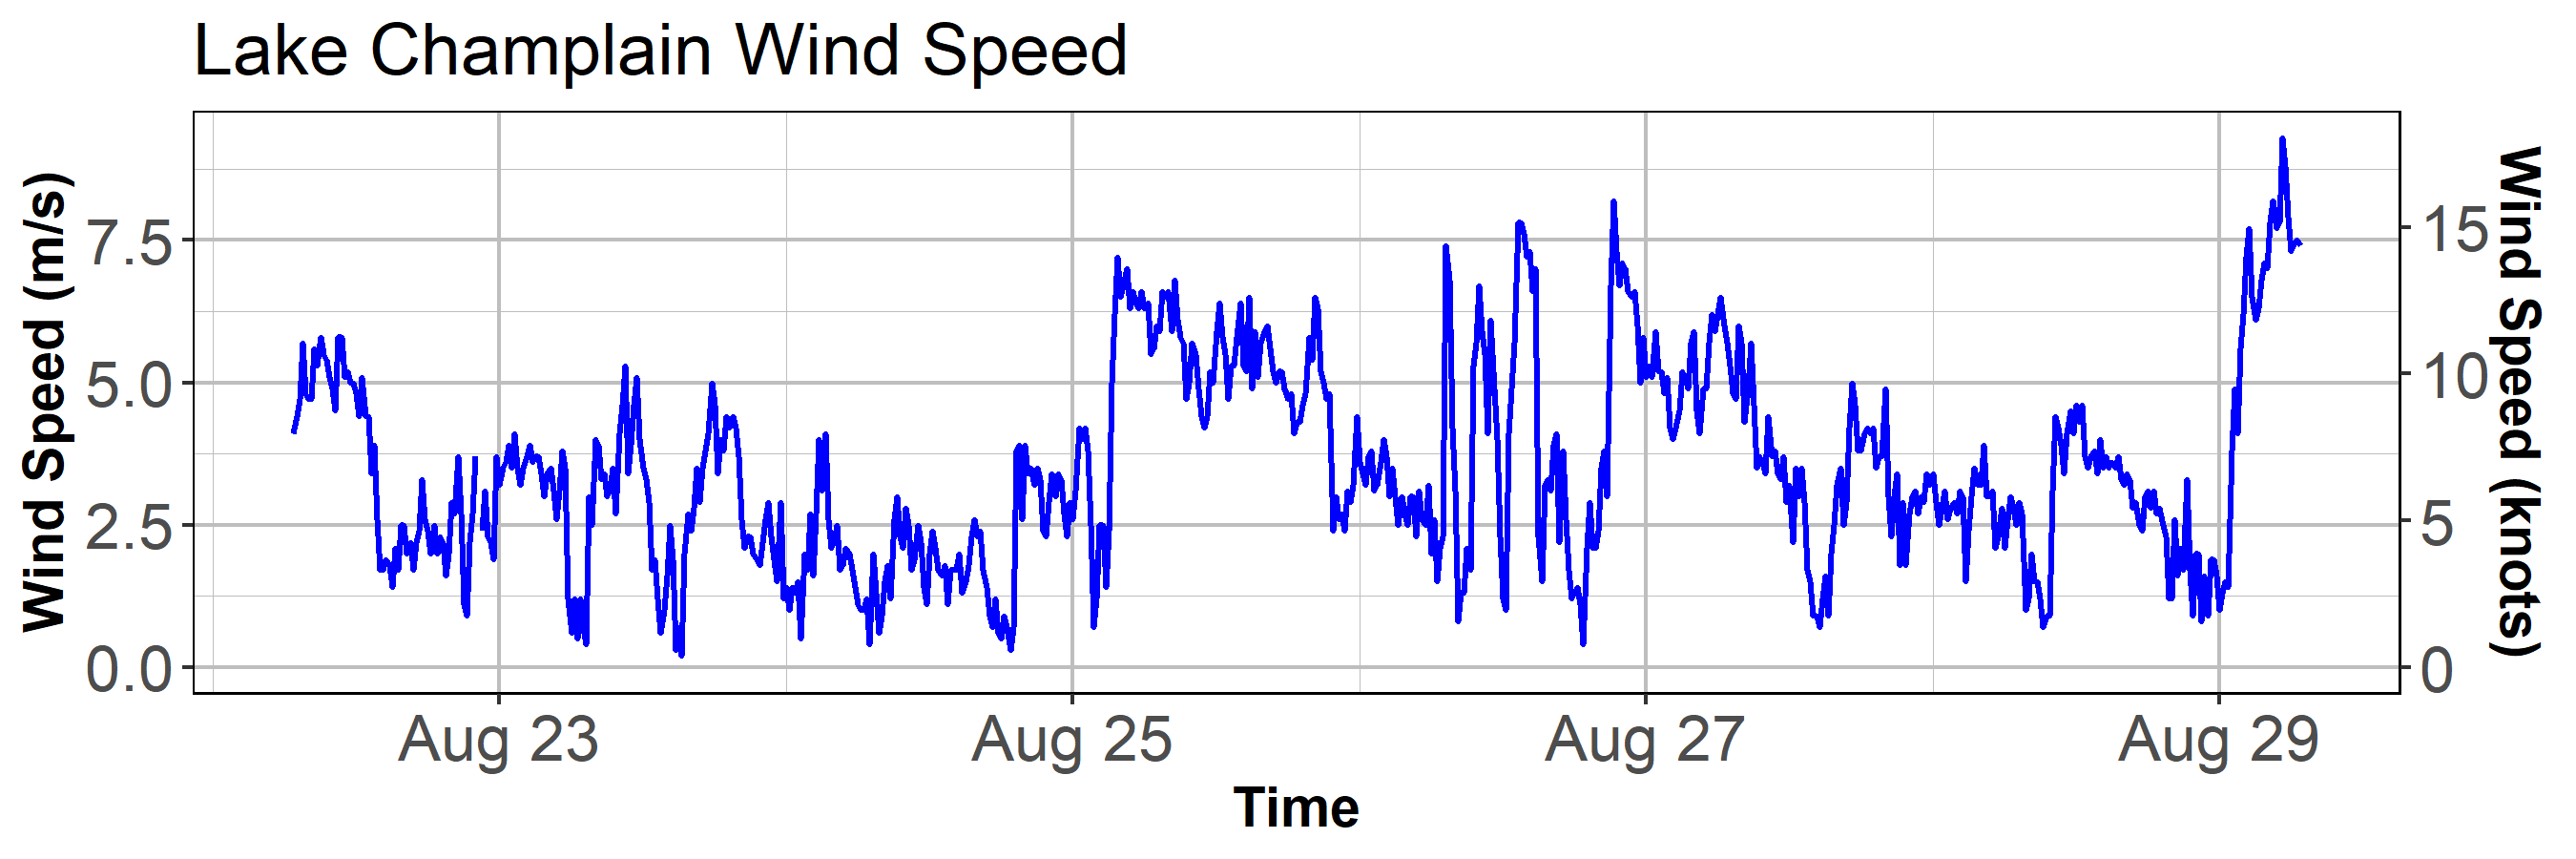 Lake Champlain Wind Speed
Wind Speed (m/s)
7.5
5.0
2.5
0.0
15
10
5
0
Wind Speed (knots)
Aug 23
Aug 25
Aug 27
Aug 29
Time